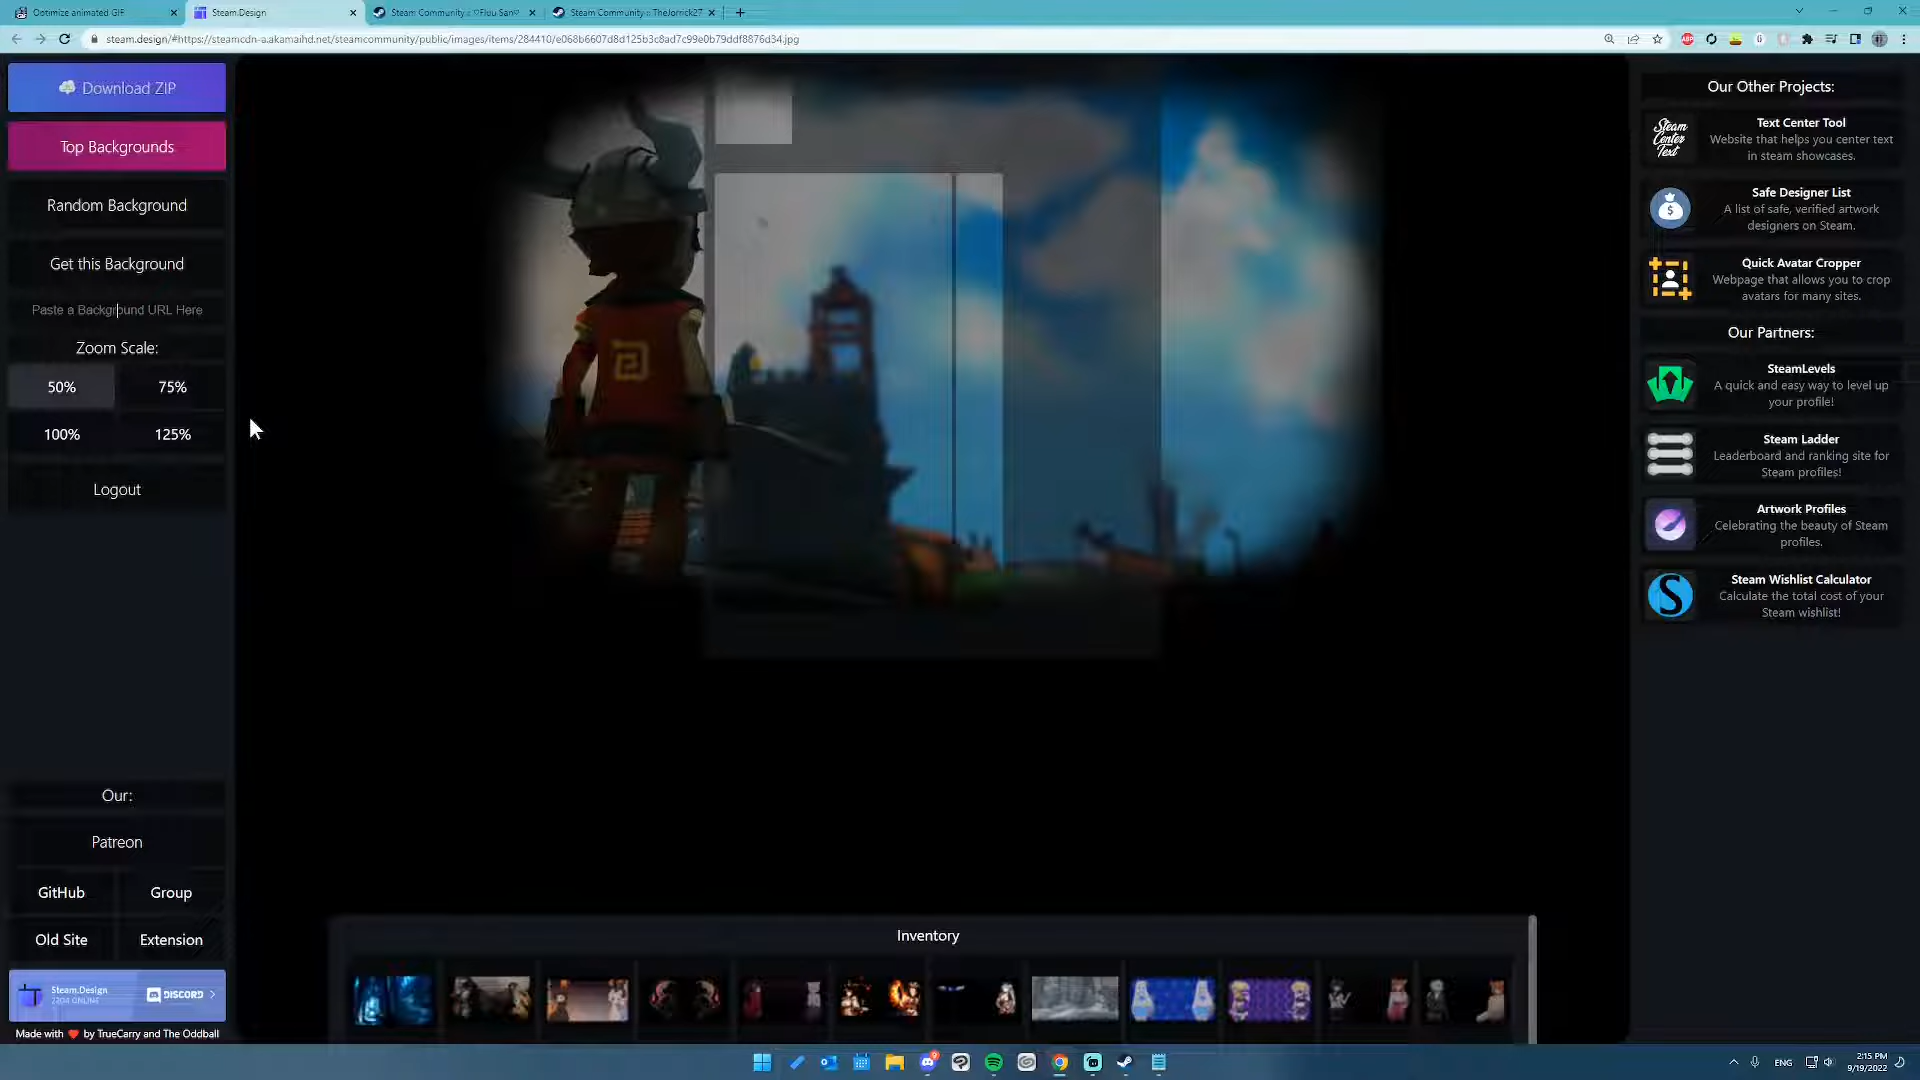 Optimize animated GIF
Steam.Design
Steam Community :: ♡Flou San♡
Steam Community :: TheJorrick27
steam.design/#https://steamcdn-a.akamaihd.net/steamcommunity/public/images/items/284410/e068b6607d8d125b3c8ad7c99e0b79ddf8876d34.jpg
ABP
Download ZIP
Top Backgrounds
Random Background
Get this Background
Paste a Background URL Here
Zoom Scale:
50%
75%
100%
125%
Logout
Our:
Patreon
GitHub
Group
Old Site
Extension
Steam.Design
2204 ONLINE
DISCORD
Made with ❤ by TrueCarry and The Oddball
Inventory
Our Other Projects:
Steam
Center
Text
Text Center Tool
Website that helps you center text
in steam showcases.
Safe Designer List
A list of safe, verified artwork
designers on Steam.
Quick Avatar Cropper
Webpage that allows you to crop
avatars for many sites.
Our Partners:
SteamLevels
A quick and easy way to level up
your profile!
Steam Ladder
Leaderboard and ranking site for
Steam profiles!
Artwork Profiles
Celebrating the beauty of Steam
profiles.
S
Steam Wishlist Calculator
Calculate the total cost of your
Steam wishlist!
ENG
2:15 PM
9/19/2022